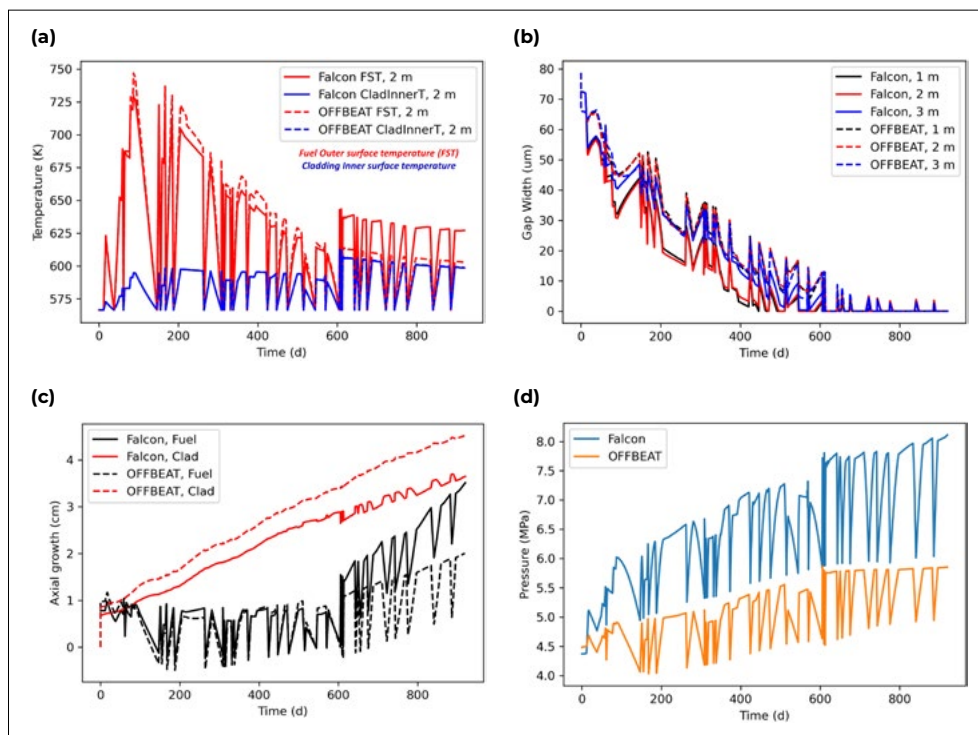 (a)
750
725
700
675
650
625
600
575
Temperature (K)
Falcon FST, 2 m
Falcon CladInnerT, 2 m
OFFBEAT FST, 2 m
OFFBEAT CladInnerT, 2 m
Fuel Outer surface temperature (FST)
Cladding Inner surface temperature
0 200 400 600 800
Time (d)
(b)
80
70
60
50
40
30
20
10
0
Gap Width (um)
Falcon, 1 m
Falcon, 2 m
Falcon, 3 m
OFFBEAT, 1 m
OFFBEAT, 2 m
OFFBEAT, 3 m
0 200 400 600 800
Time (d)
(c)
4
3
2
1
0
Axial growth (cm)
Falcon, Fuel
Falcon, Clad
OFFBEAT, Fuel
OFFBEAT, Clad
0 200 400 600 800
Time (d)
(d)
8.0
7.5
7.0
6.5
6.0
5.5
5.0
4.5
4.0
Pressure (MPa)
Falcon
OFFBEAT
0 200 400 600 800
Time (d)